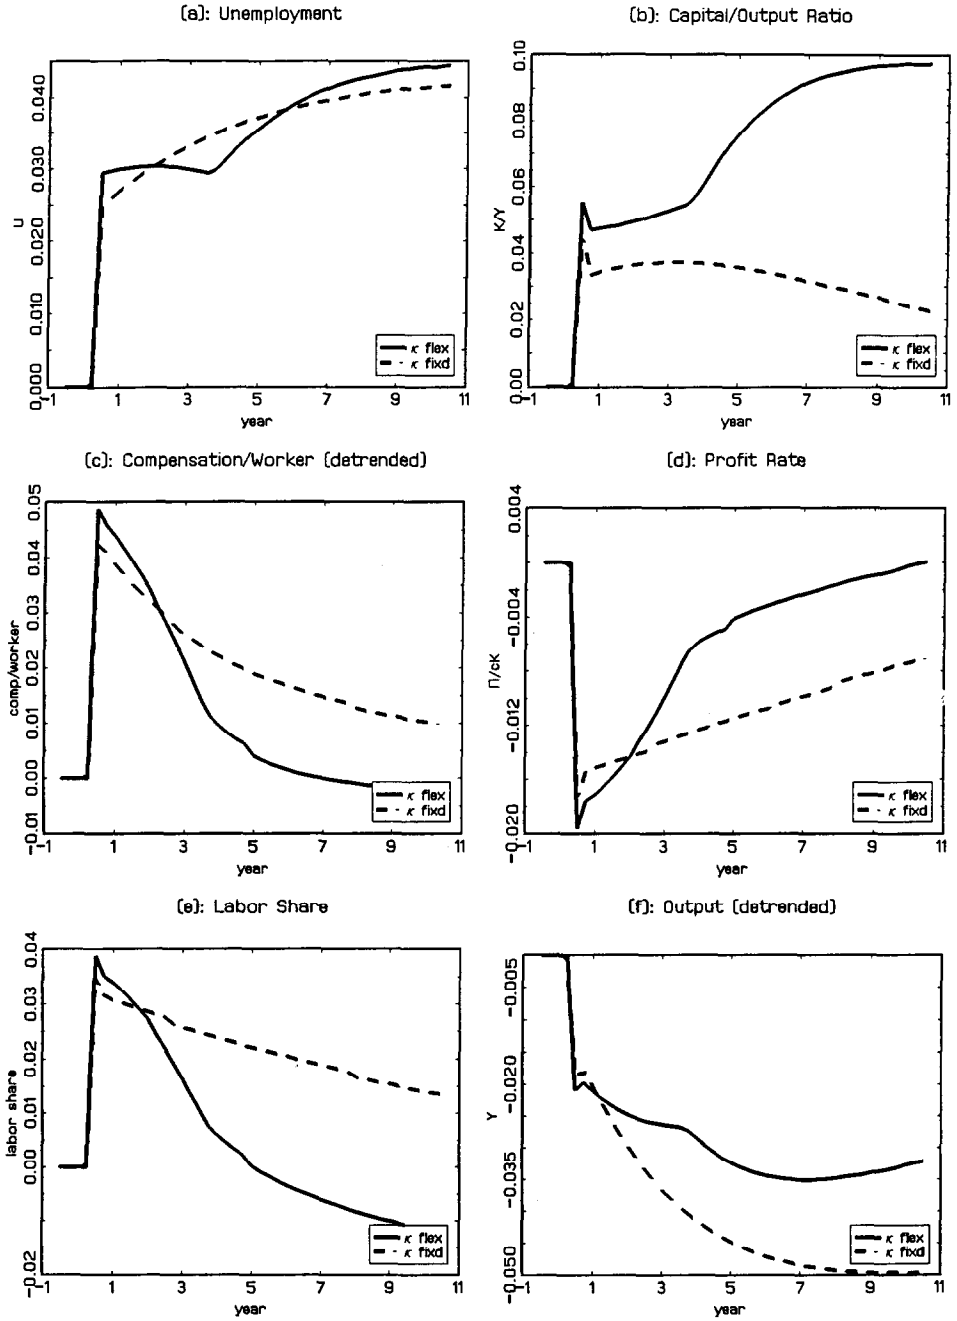 (a): Unemployment
U
0.000
0.010
0.020
0.030
0.040
κ flex
κ fixd
-1
1
3
5
7
9
11
year
(b): Capital/Output Ratio
K/Y
0.00
0.02
0.04
0.06
0.08
0.10
κ flex
κ fixd
-1
1
3
5
7
9
11
year
(c): Compensation/Worker (detrended)
comp/worker
-0.01
0.00
0.01
0.02
0.03
0.04
0.05
κ flex
κ fixd
-1
1
3
5
7
9
11
year
(d): Profit Rate
Π/cK
-0.020
-0.012
-0.004
0.004
κ flex
κ fixd
-1
1
3
5
7
9
11
year
(e): Labor Share
labor share
-0.02
0.00
0.01
0.02
0.03
0.04
κ flex
κ fixd
-1
1
3
5
7
9
11
year
(f): Output (detrended)
Y
-0.050
-0.035
-0.020
-0.005
κ flex
κ fixd
-1
1
3
5
7
9
11
year